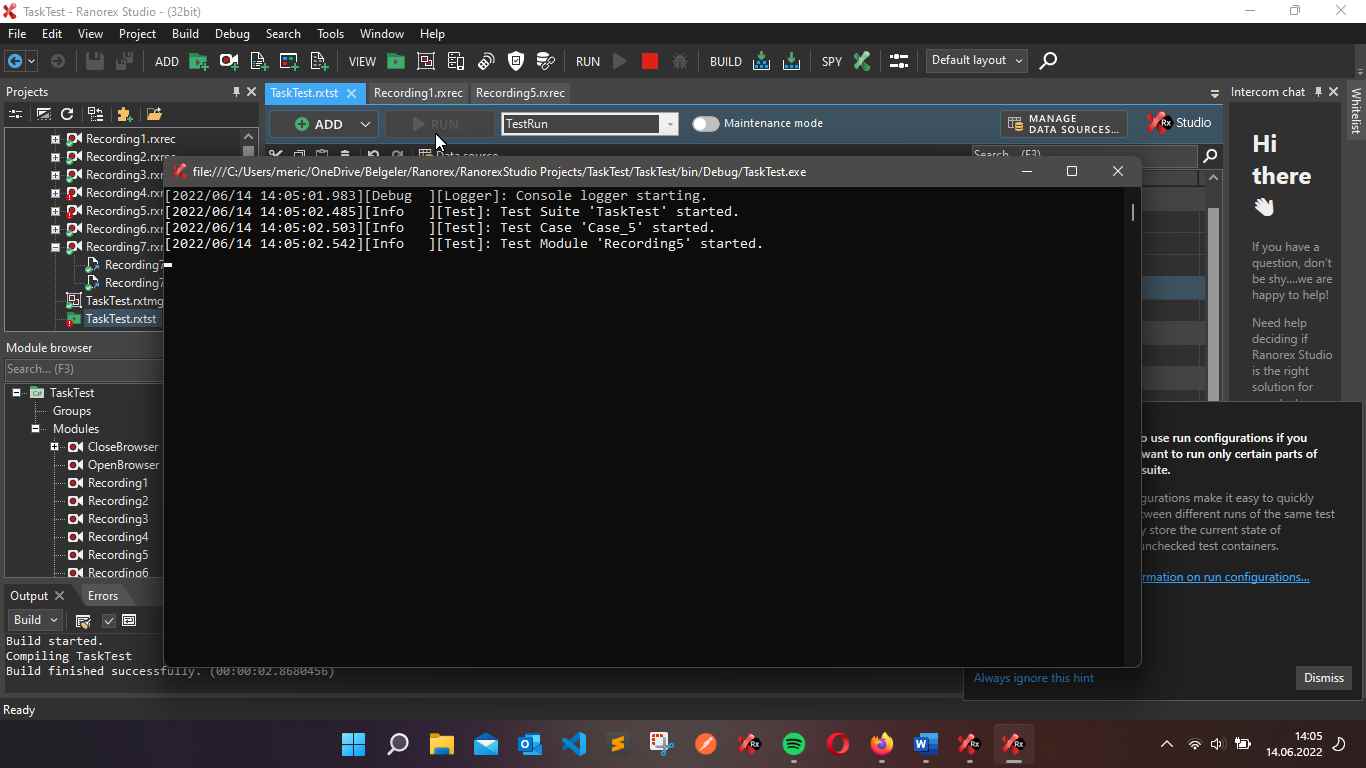 TaskTest - Ranorex Studio - (32bit)
File Edit View Project Build Debug Search Tools Window Help
ADD VIEW RUN BUILD SPY Default layout
Projects
TaskTest.rxtst Recording1.rxrec Recording5.rxrec
Intercom chat
Whitelist
ADD RUN TestRun Maintenance mode MANAGE DATA SOURCES... Rx Studio
Data source Search... (F3)
Recording1.rxrec
Recording2.rxrec
Recording3.rxr
Recording4.rxr
Recording5.rxr
Recording6.rxr
Recording7.rxr
Recording7
Recording7
TaskTest.rxtmg
TaskTest.rxtst
file:///C:/Users/meric/OneDrive/Belgeler/Ranorex/RanorexStudio Projects/TaskTest/TaskTest/bin/Debug/TaskTest.exe
[2022/06/14 14:05:01.983][Debug  ][Logger]: Console logger starting.
[2022/06/14 14:05:02.485][Info   ][Test]: Test Suite 'TaskTest' started.
[2022/06/14 14:05:02.503][Info   ][Test]: Test Case 'Case_5' started.
[2022/06/14 14:05:02.542][Info   ][Test]: Test Module 'Recording5' started.
Hi
there
If you have a
question, don't
be shy....we are
happy to help!
Need help
deciding if
Ranorex Studio
is the right
solution for
Module browser
Search... (F3)
TaskTest
Groups
Modules
CloseBrowser
OpenBrowser
Recording1
Recording2
Recording3
Recording4
Recording5
Recording6
o use run configurations if you
want to run only certain parts of
suite.
gurations make it easy to quickly
tween different runs of the same test
y store the current state of
unchecked test containers.
rmation on run configurations...
Always ignore this hint
Dismiss
Output Errors
Build
Build started.
Compiling TaskTest
Build finished successfully. (00:00:02.8680456)
Ready
14:05
14.06.2022